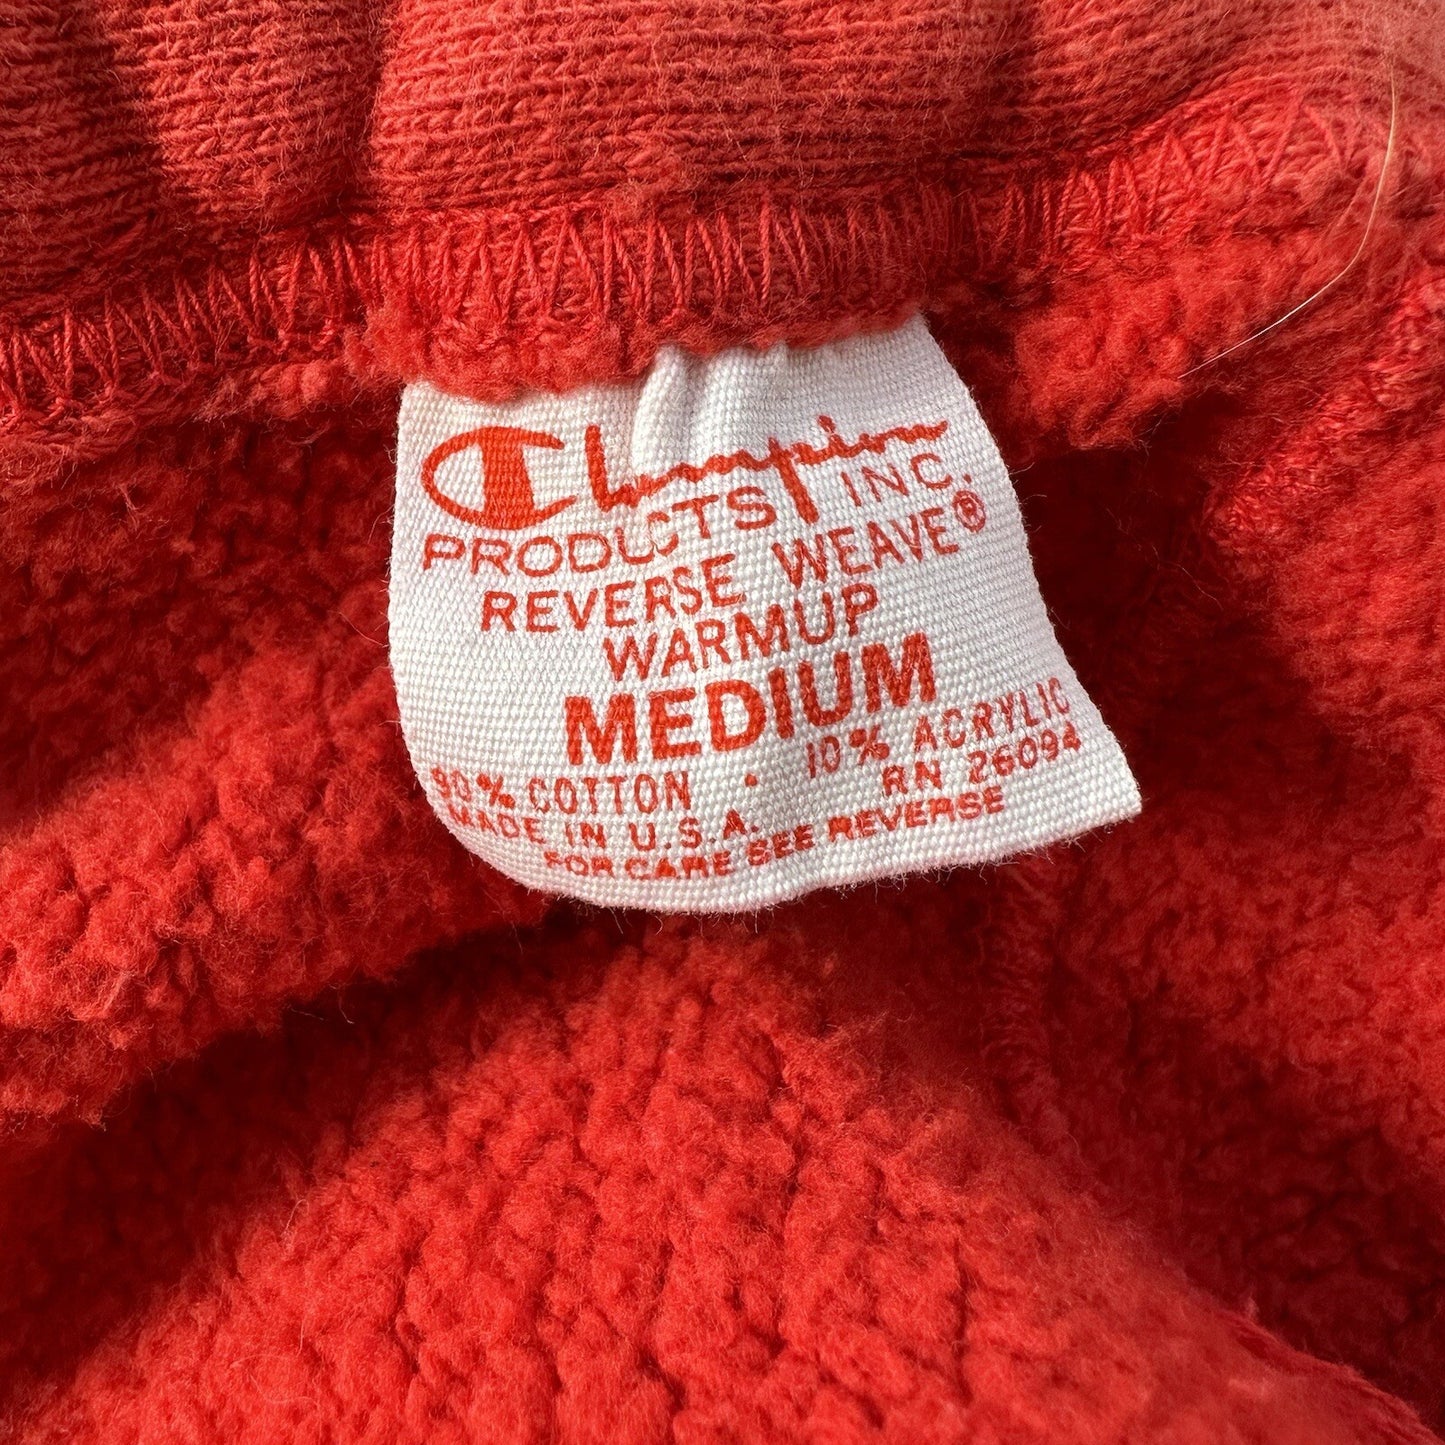 Champion
PRODUCTS INC.
REVERSE WEAVE®
WARMUP
MEDIUM
90% COTTON • 10% ACRYLIC
MADE IN U.S.A. RN 26094
FOR CARE SEE REVERSE